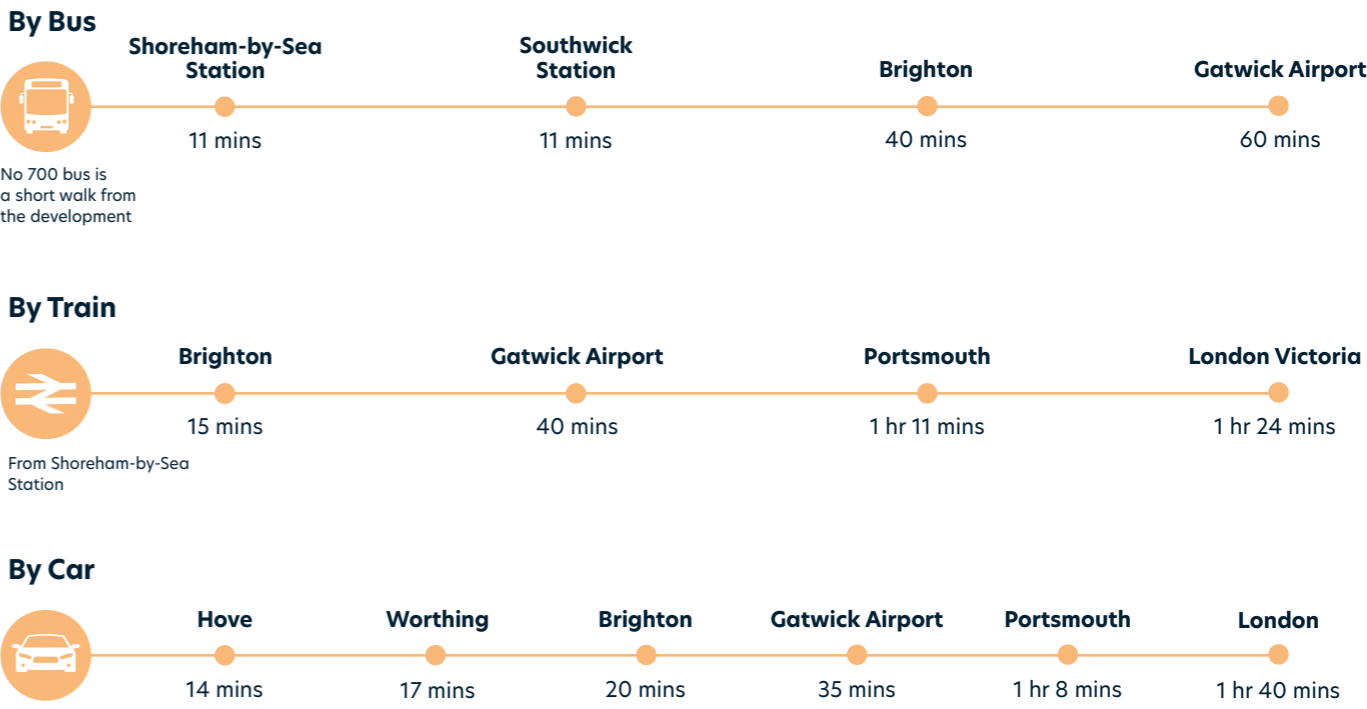 By Bus
Shoreham-by-Sea
Station
Southwick
Station
Brighton
Gatwick Airport
11 mins
11 mins
40 mins
60 mins
No 700 bus is
a short walk from
the development
By Train
Brighton
Gatwick Airport
Portsmouth
London Victoria
15 mins
40 mins
1 hr 11 mins
1 hr 24 mins
From Shoreham-by-Sea
Station
By Car
Hove
Worthing
Brighton
Gatwick Airport
Portsmouth
London
14 mins
17 mins
20 mins
35 mins
1 hr 8 mins
1 hr 40 mins